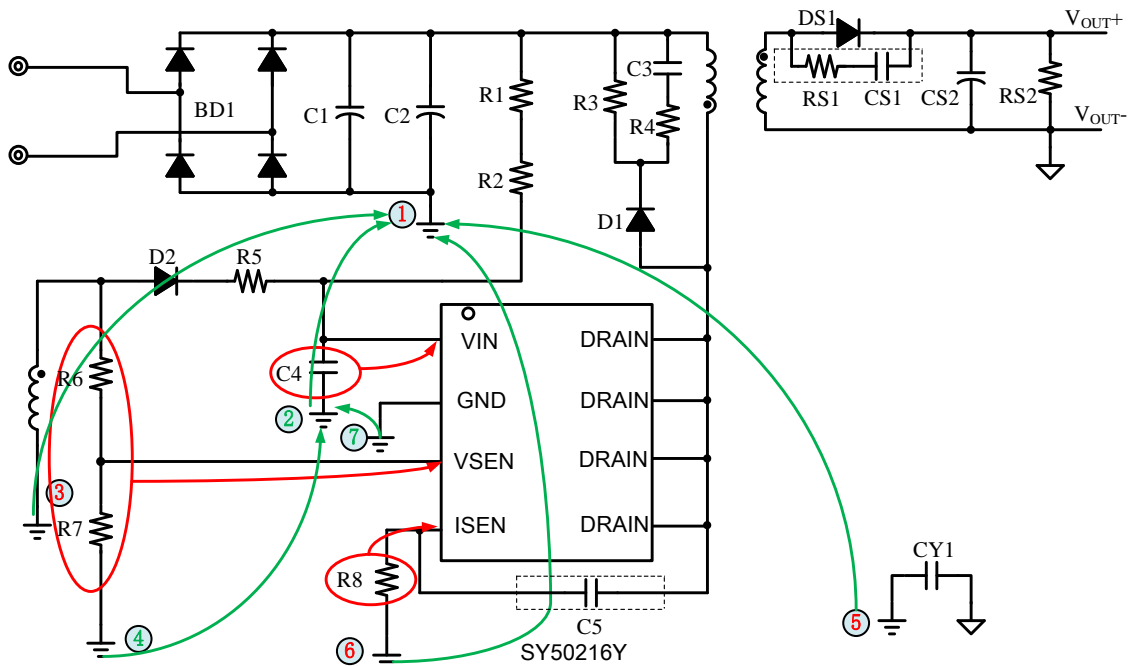 DS1
V_OUT+
RS1
CS1
CS2
RS2
V_OUT-
BD1
C1
C2
R1
R2
R3
C3
R4
D1
1
D2
R5
R6
C4
2
7
3
R7
4
VIN
GND
VSEN
ISEN
DRAIN
DRAIN
DRAIN
DRAIN
R8
6
C5
SY50216Y
5
CY1